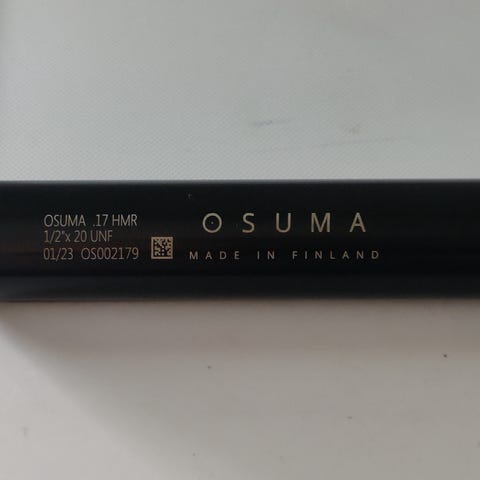 OSUMA .17 HMR
1/2"x 20 UNF
01/23 OS002179
OSUMA
MADE IN FINLAND